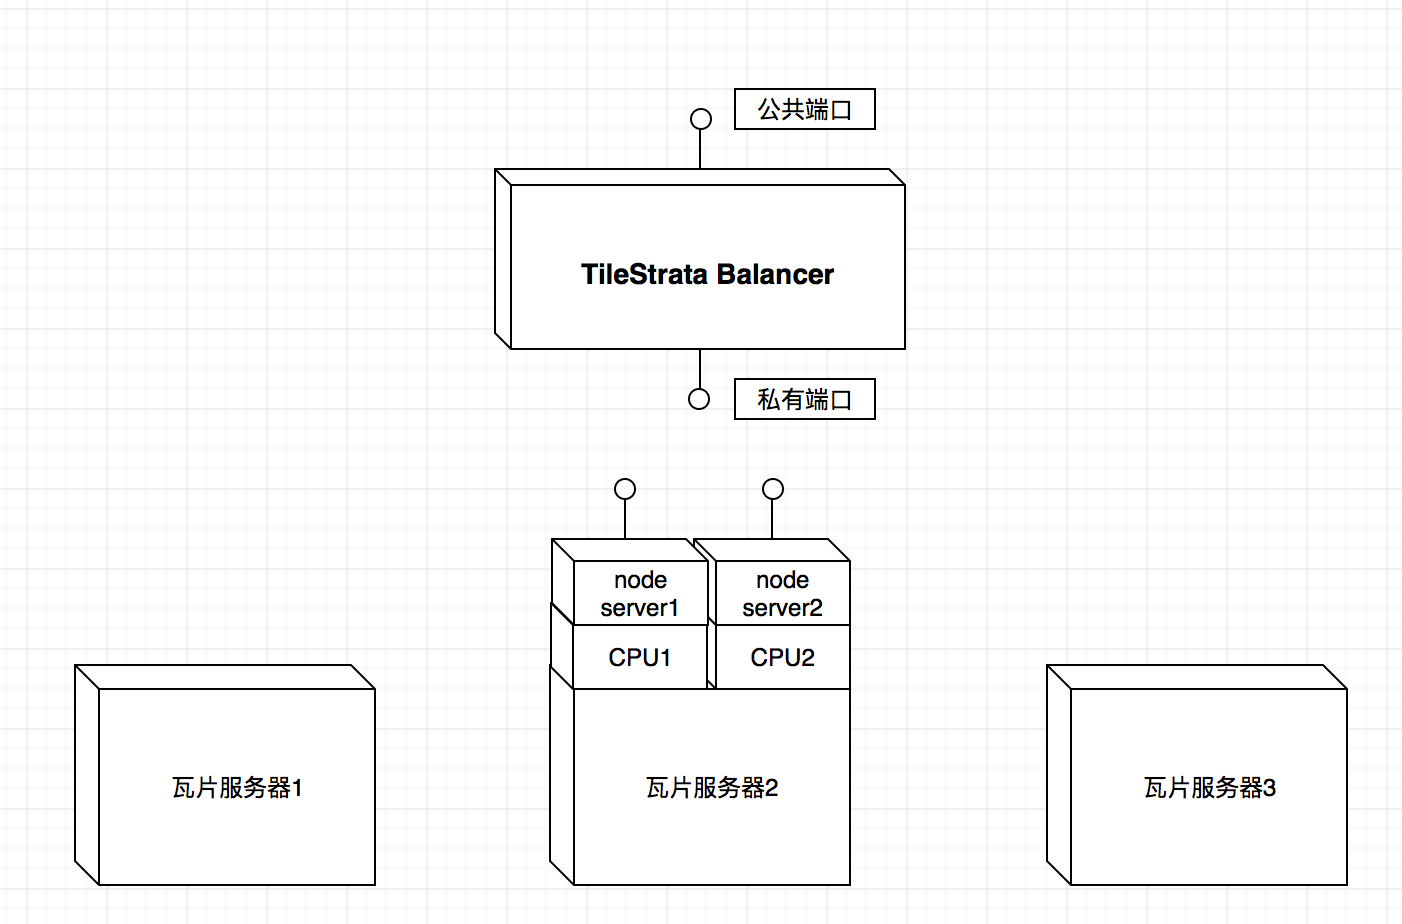 公共端口
TileStrata Balancer
私有端口
node
server1
node
server2
CPU1
CPU2
瓦片服务器1
瓦片服务器2
瓦片服务器3